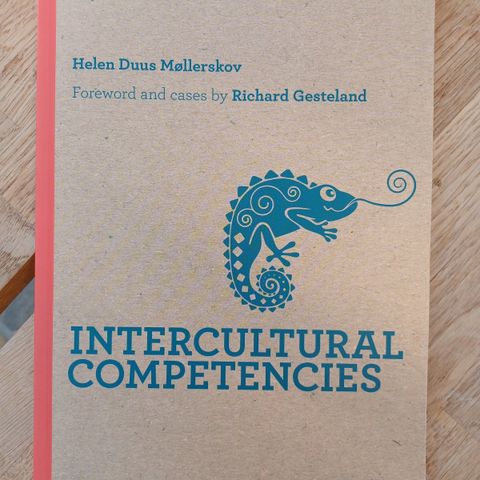 Helen Duus Møllerskov
Foreword and cases by Richard Gesteland
INTERCULTURAL
COMPETENCIES